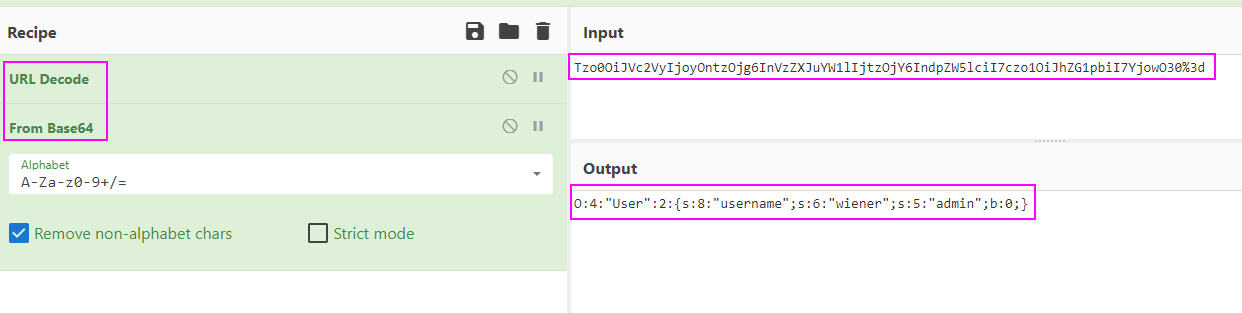 Recipe
URL Decode
From Base64
Alphabet
A-Za-z0-9+/=
Remove non-alphabet chars
Strict mode
Input
Tzo0OiJVc2VyIjoyOntzOjg6InVzZXJuYW1lIjtzOjY6IndpZW5lciI7czo1OiJhZG1pbiI7YjowO30%3d
Output
O:4:"User":2:{s:8:"username";s:6:"wiener";s:5:"admin";b:0;}